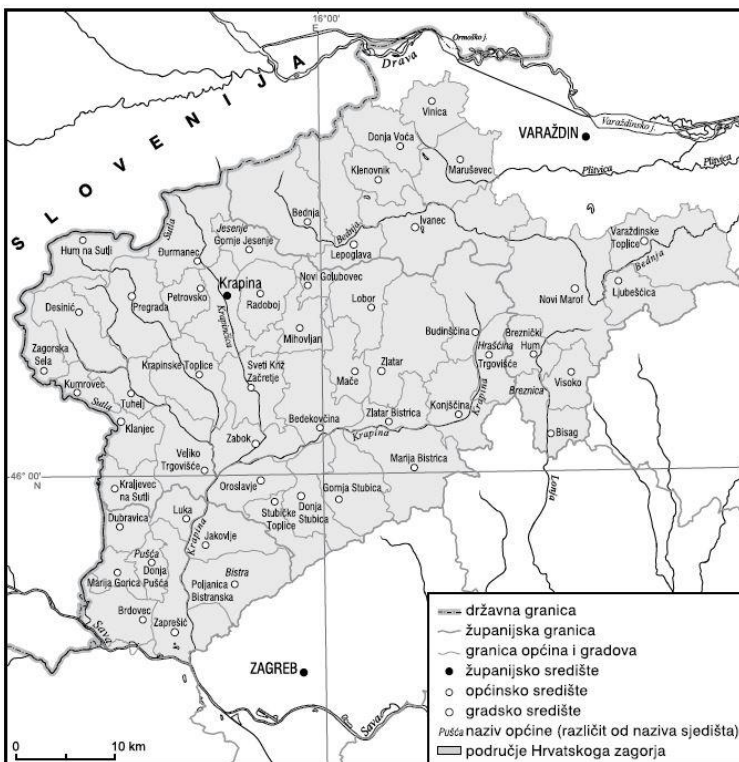 16°00'
Ormoško j.
Drava
SLOVENIJA
Vinica
VARAŽDIN
Varaždinsko j.
Donja Voća
Plitvica
Plitvica
Maruševec
Klenovnik
Bednja
Bednja
Ivanec
Sutla
Jesenje
Gornje Jesenje
Lepoglava
Varaždinske
Toplice
Bednja
Hum na Sutli
Đurmanec
Krapina
Novi Golubovec
Petrovsko
Radoboj
Lobor
Novi Marof
Ljubešćica
Desinić
Pregrada
Krapinčica
Mihovljan
Budinščina
Hrašćina
Trgovišće
Breznički
Hum
Zagorska
Sela
Krapinske Toplice
Sveti Križ
Začretje
Mače
Zlatar
Visoko
Kumrovec
Tuhelj
Sutla
Klanjec
Bedekovčina
Zlatar Bistrica
Konjščina
Krapina
Breznica
Zabok
Krapina
Bisag
Veliko
Trgovišće
Marija Bistrica
46° 00'
N
Oroslavje
Kraljevec
na Sutli
Stubičke
Toplice
Donja
Stubica
Gornja Stubica
Lonja
Dubravica
Luka
Krapina
Jakovlje
Pušća
Donja
Pušća
Marija Gorica
Bistra
Poljanica
Bistranska
Brdovec
Zaprešić
Sava
ZAGREB
Sava
0 10 km
državna granica
županijska granica
granica općina i gradova
županijsko središte
općinsko središte
gradsko središte
Pušća naziv općine (različit od naziva sjedišta)
područje Hrvatskoga zagorja